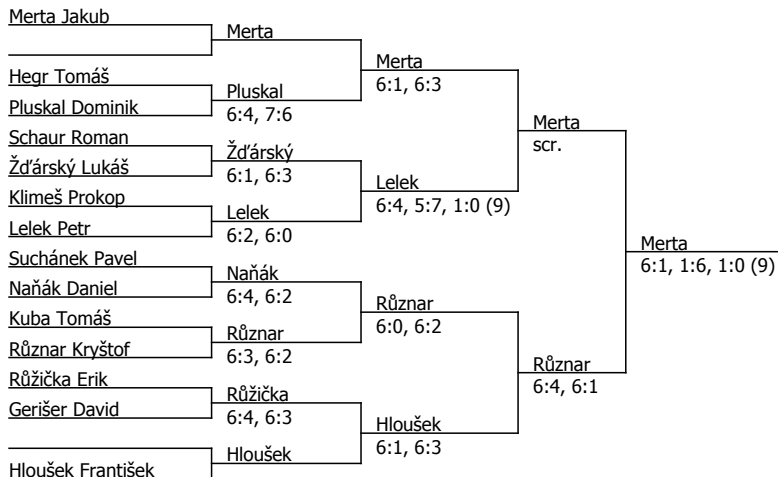 Merta Jakub
Hegr Tomáš
Pluskal Dominik
Schaur Roman
Žďárský Lukáš
Klimeš Prokop
Lelek Petr
Suchánek Pavel
Naňák Daniel
Kuba Tomáš
Různar Kryštof
Růžička Erik
Gerišer David
Hloušek František
Merta
Pluskal
6:4, 7:6
Žďárský
6:1, 6:3
Lelek
6:2, 6:0
Naňák
6:4, 6:2
Různar
6:3, 6:2
Růžička
6:4, 6:3
Hloušek
Merta
6:1, 6:3
Lelek
6:4, 5:7, 1:0 (9)
Různar
6:0, 6:2
Hloušek
6:1, 6:3
Merta
scr.
Různar
6:4, 6:1
Merta
6:1, 1:6, 1:0 (9)